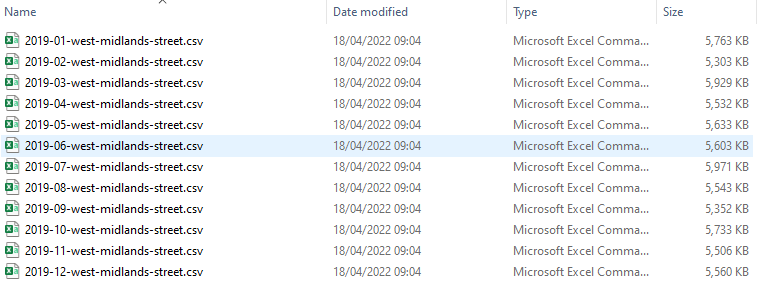 Name Date modified Type Size
2019-01-west-midlands-street.csv 18/04/2022 09:04 Microsoft Excel Comma... 5,763 KB
2019-02-west-midlands-street.csv 18/04/2022 09:04 Microsoft Excel Comma... 5,303 KB
2019-03-west-midlands-street.csv 18/04/2022 09:04 Microsoft Excel Comma... 5,929 KB
2019-04-west-midlands-street.csv 18/04/2022 09:04 Microsoft Excel Comma... 5,532 KB
2019-05-west-midlands-street.csv 18/04/2022 09:04 Microsoft Excel Comma... 5,633 KB
2019-06-west-midlands-street.csv 18/04/2022 09:04 Microsoft Excel Comma... 5,603 KB
2019-07-west-midlands-street.csv 18/04/2022 09:04 Microsoft Excel Comma... 5,971 KB
2019-08-west-midlands-street.csv 18/04/2022 09:04 Microsoft Excel Comma... 5,543 KB
2019-09-west-midlands-street.csv 18/04/2022 09:04 Microsoft Excel Comma... 5,352 KB
2019-10-west-midlands-street.csv 18/04/2022 09:04 Microsoft Excel Comma... 5,733 KB
2019-11-west-midlands-street.csv 18/04/2022 09:04 Microsoft Excel Comma... 5,506 KB
2019-12-west-midlands-street.csv 18/04/2022 09:04 Microsoft Excel Comma... 5,560 KB